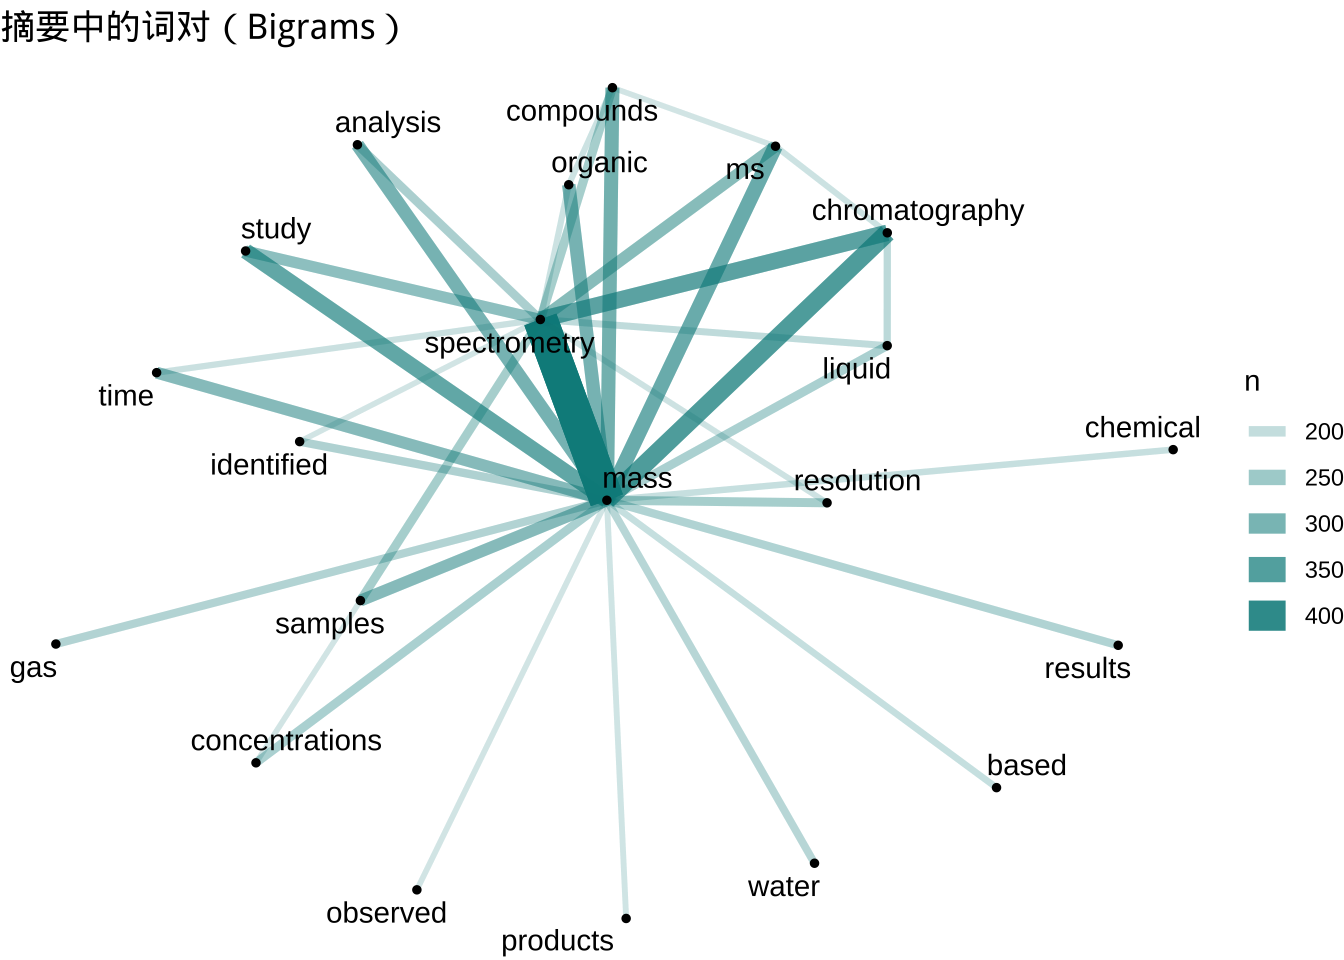 摘要中的词对（Bigrams）
compounds
analysis
organic
ms
chromatography
study
spectrometry
liquid
time
n
200
chemical
identified
mass
resolution
250
300
350
400
samples
gas
results
concentrations
based
water
observed
products